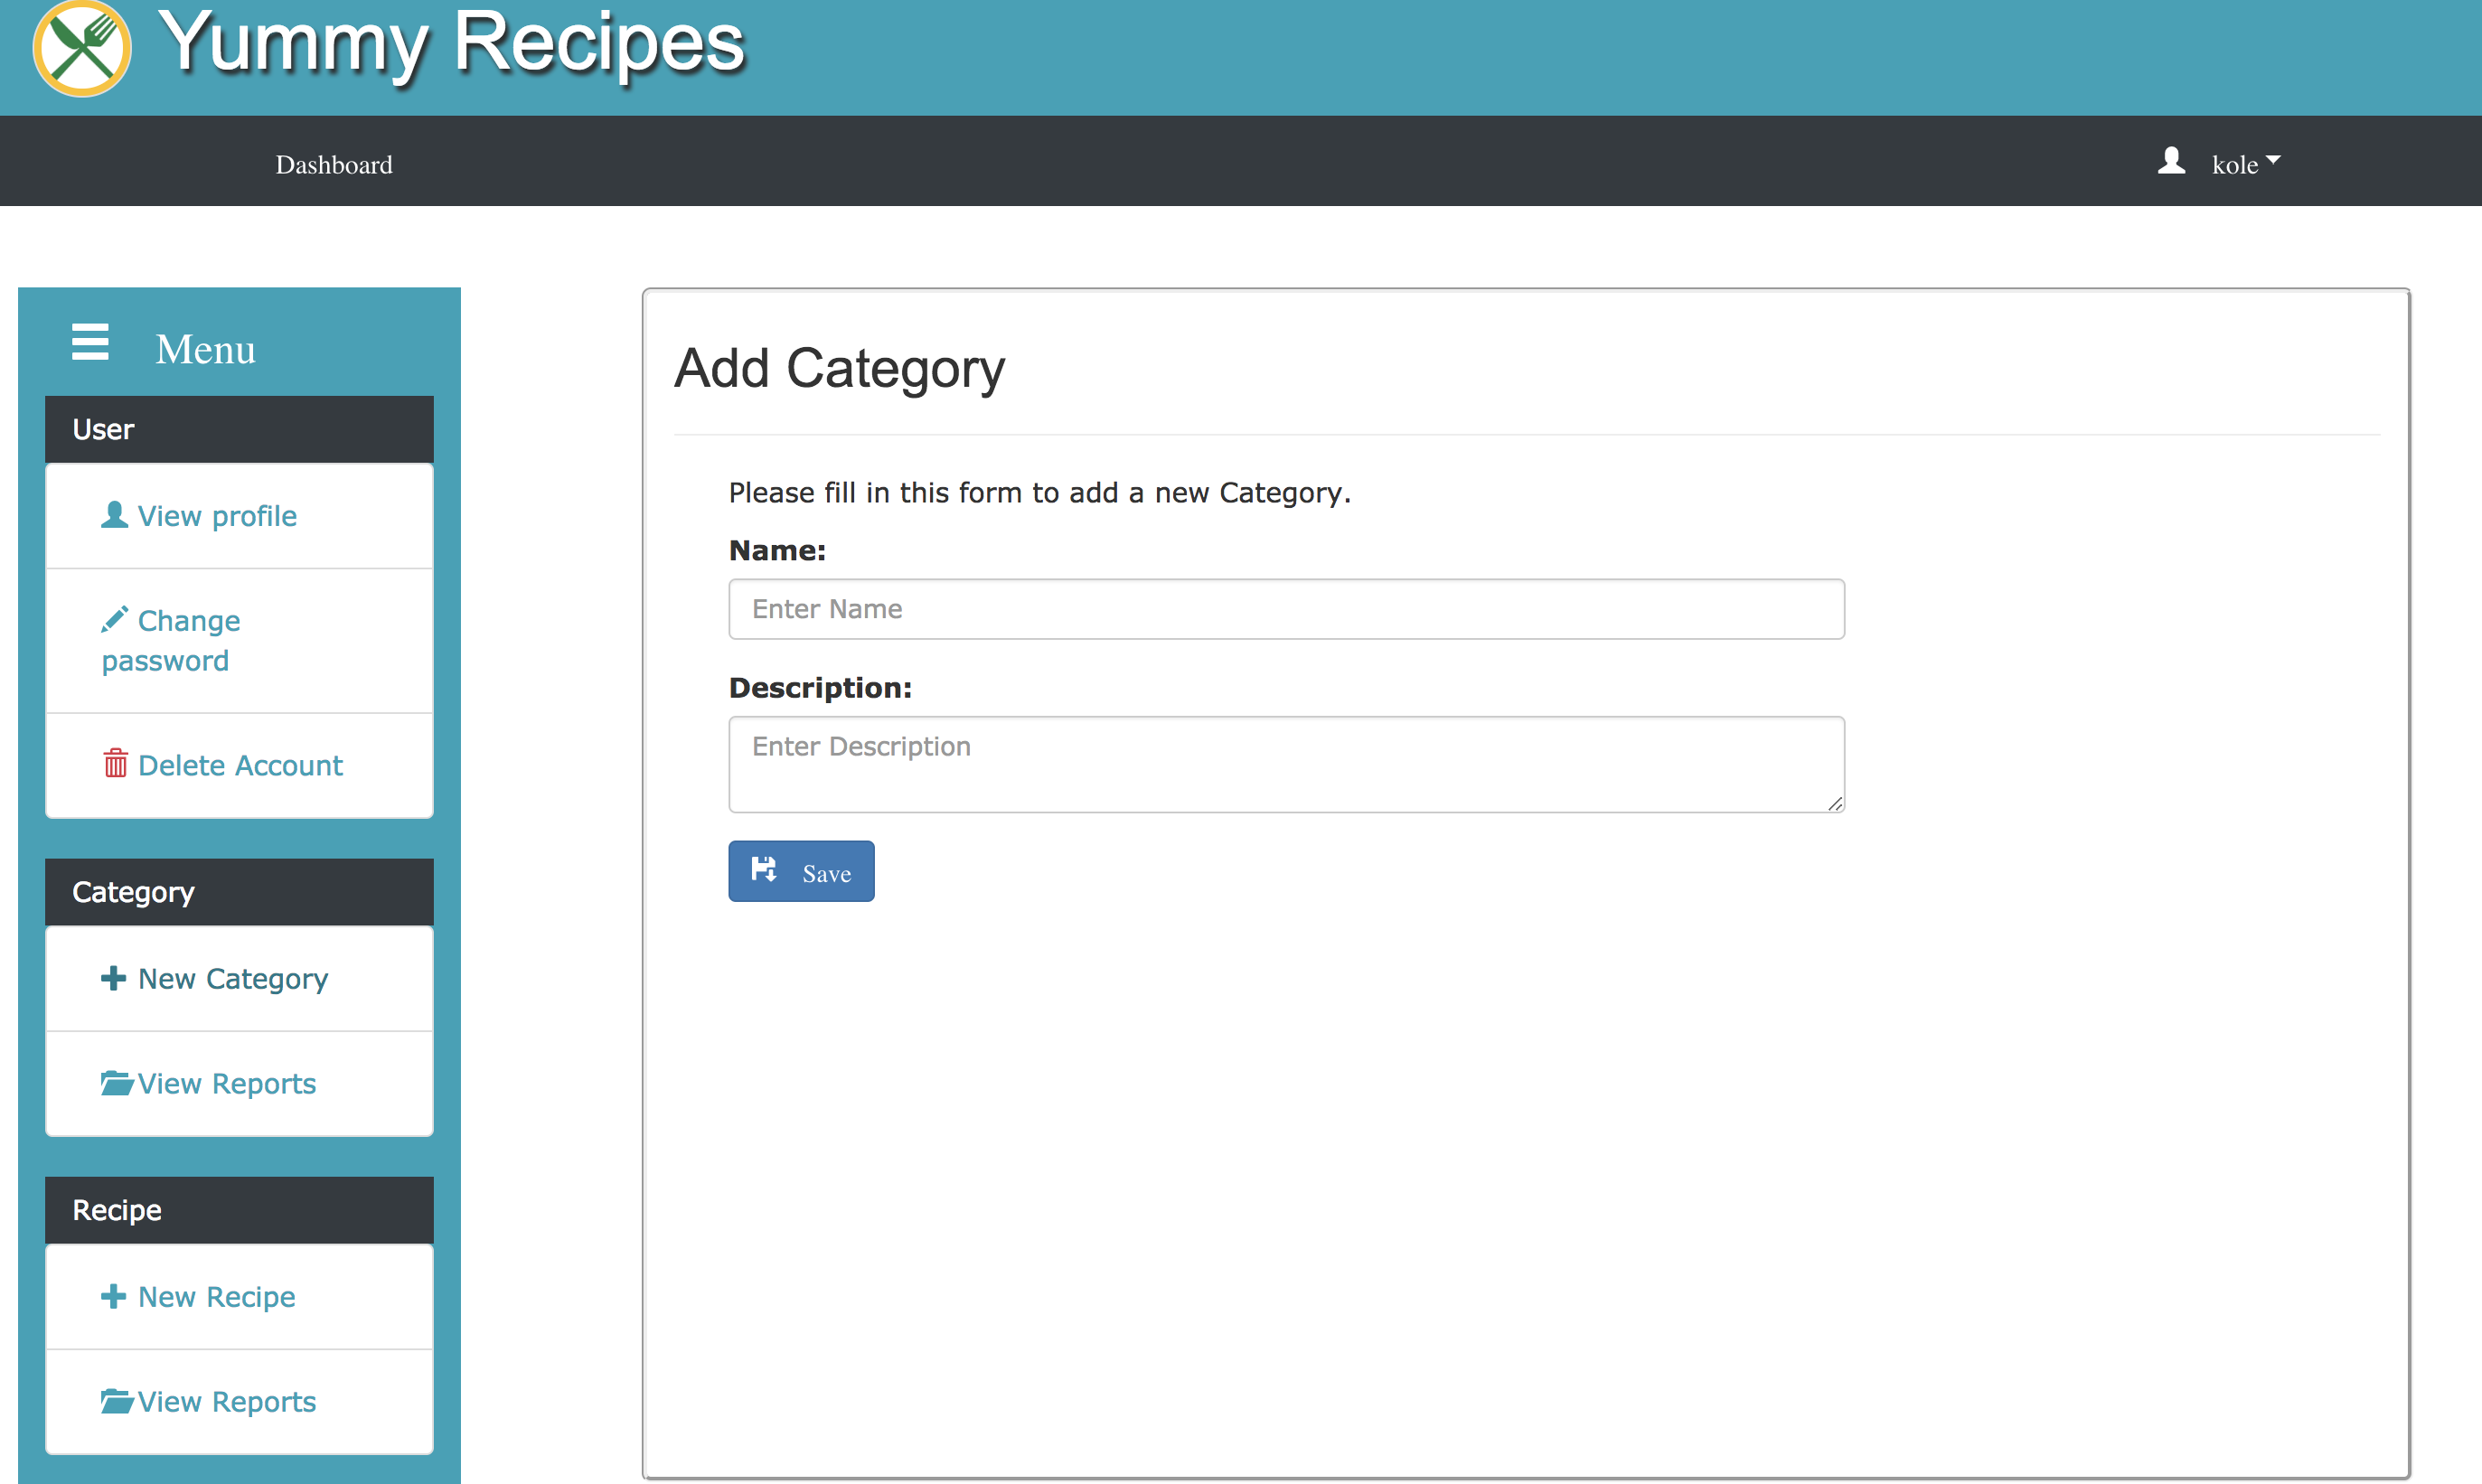 Yummy Recipes
Dashboard
kole
Menu
User
View profile
Change
password
Delete Account
Category
New Category
View Reports
Recipe
New Recipe
View Reports
Add Category
Please fill in this form to add a new Category.
Name:
Enter Name
Description:
Enter Description
Save